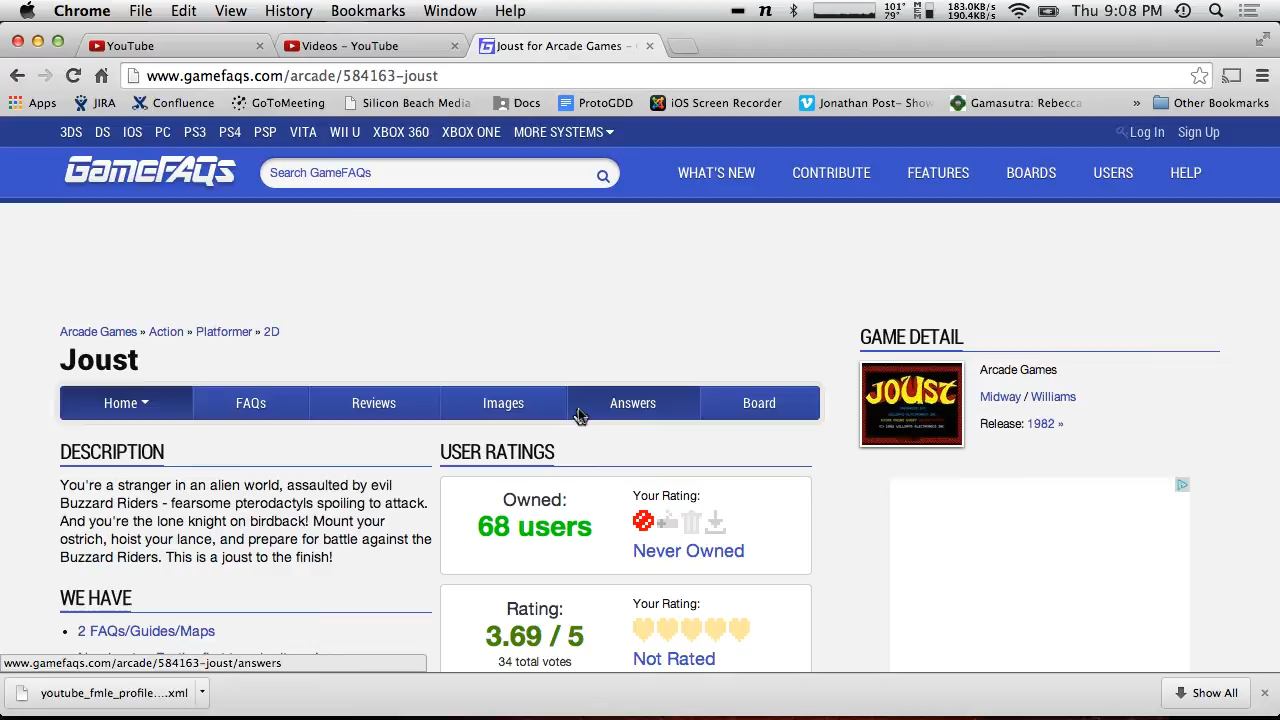 Chrome File Edit View History Bookmarks Window Help 101° 79° MEM 183.0KB/s 190.4KB/s Thu 9:08 PM
YouTube × Videos - YouTube × Joust for Arcade Games - ×
www.gamefaqs.com/arcade/584163-joust
Apps JIRA Confluence GoToMeeting Silicon Beach Media Docs ProtoGDD iOS Screen Recorder Jonathan Post- Show Gamasutra: Rebecca » Other Bookmarks
3DS DS IOS PC PS3 PS4 PSP VITA WII U XBOX 360 XBOX ONE MORE SYSTEMS Log In Sign Up
GameFAQs Search GameFAQs WHAT'S NEW CONTRIBUTE FEATURES BOARDS USERS HELP
Arcade Games » Action » Platformer » 2D
Joust
Home FAQs Reviews Images Answers Board
DESCRIPTION
You're a stranger in an alien world, assaulted by evil
Buzzard Riders - fearsome pterodactyls spoiling to attack.
And you're the lone knight on birdback! Mount your
ostrich, hoist your lance, and prepare for battle against the
Buzzard Riders. This is a joust to the finish!
WE HAVE
• 2 FAQs/Guides/Maps
USER RATINGS
Owned:
68 users
Your Rating:
Never Owned
Rating:
3.69 / 5
34 total votes
Your Rating:
Not Rated
GAME DETAIL
JOUST
Arcade Games
Midway / Williams
Release: 1982 »
www.gamefaqs.com/arcade/584163-joust/answers
youtube_fmle_profile....xml
Show All ×